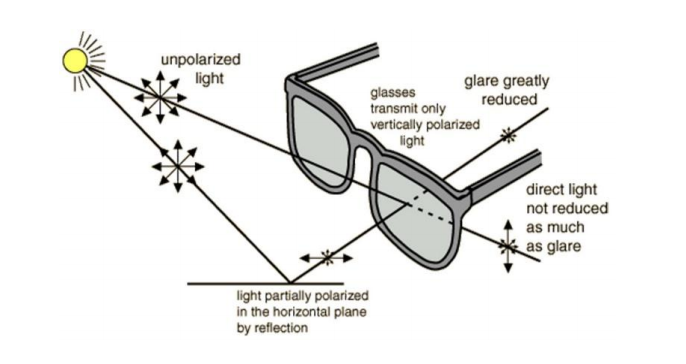 unpolarized
light
glasses
transmit only
vertically polarized
light
glare greatly
reduced
direct light
not reduced
as much
as glare
light partially polarized
in the horizontal plane
by reflection